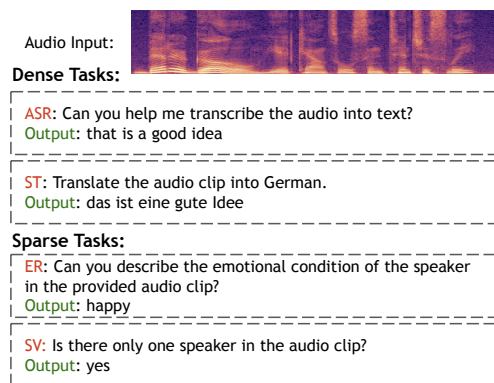 Audio Input:
Dense Tasks:
ASR: Can you help me transcribe the audio into text?
Output: that is a good idea
ST: Translate the audio clip into German.
Output: das ist eine gute Idee
Sparse Tasks:
ER: Can you describe the emotional condition of the speaker
in the provided audio clip?
Output: happy
SV: Is there only one speaker in the audio clip?
Output: yes